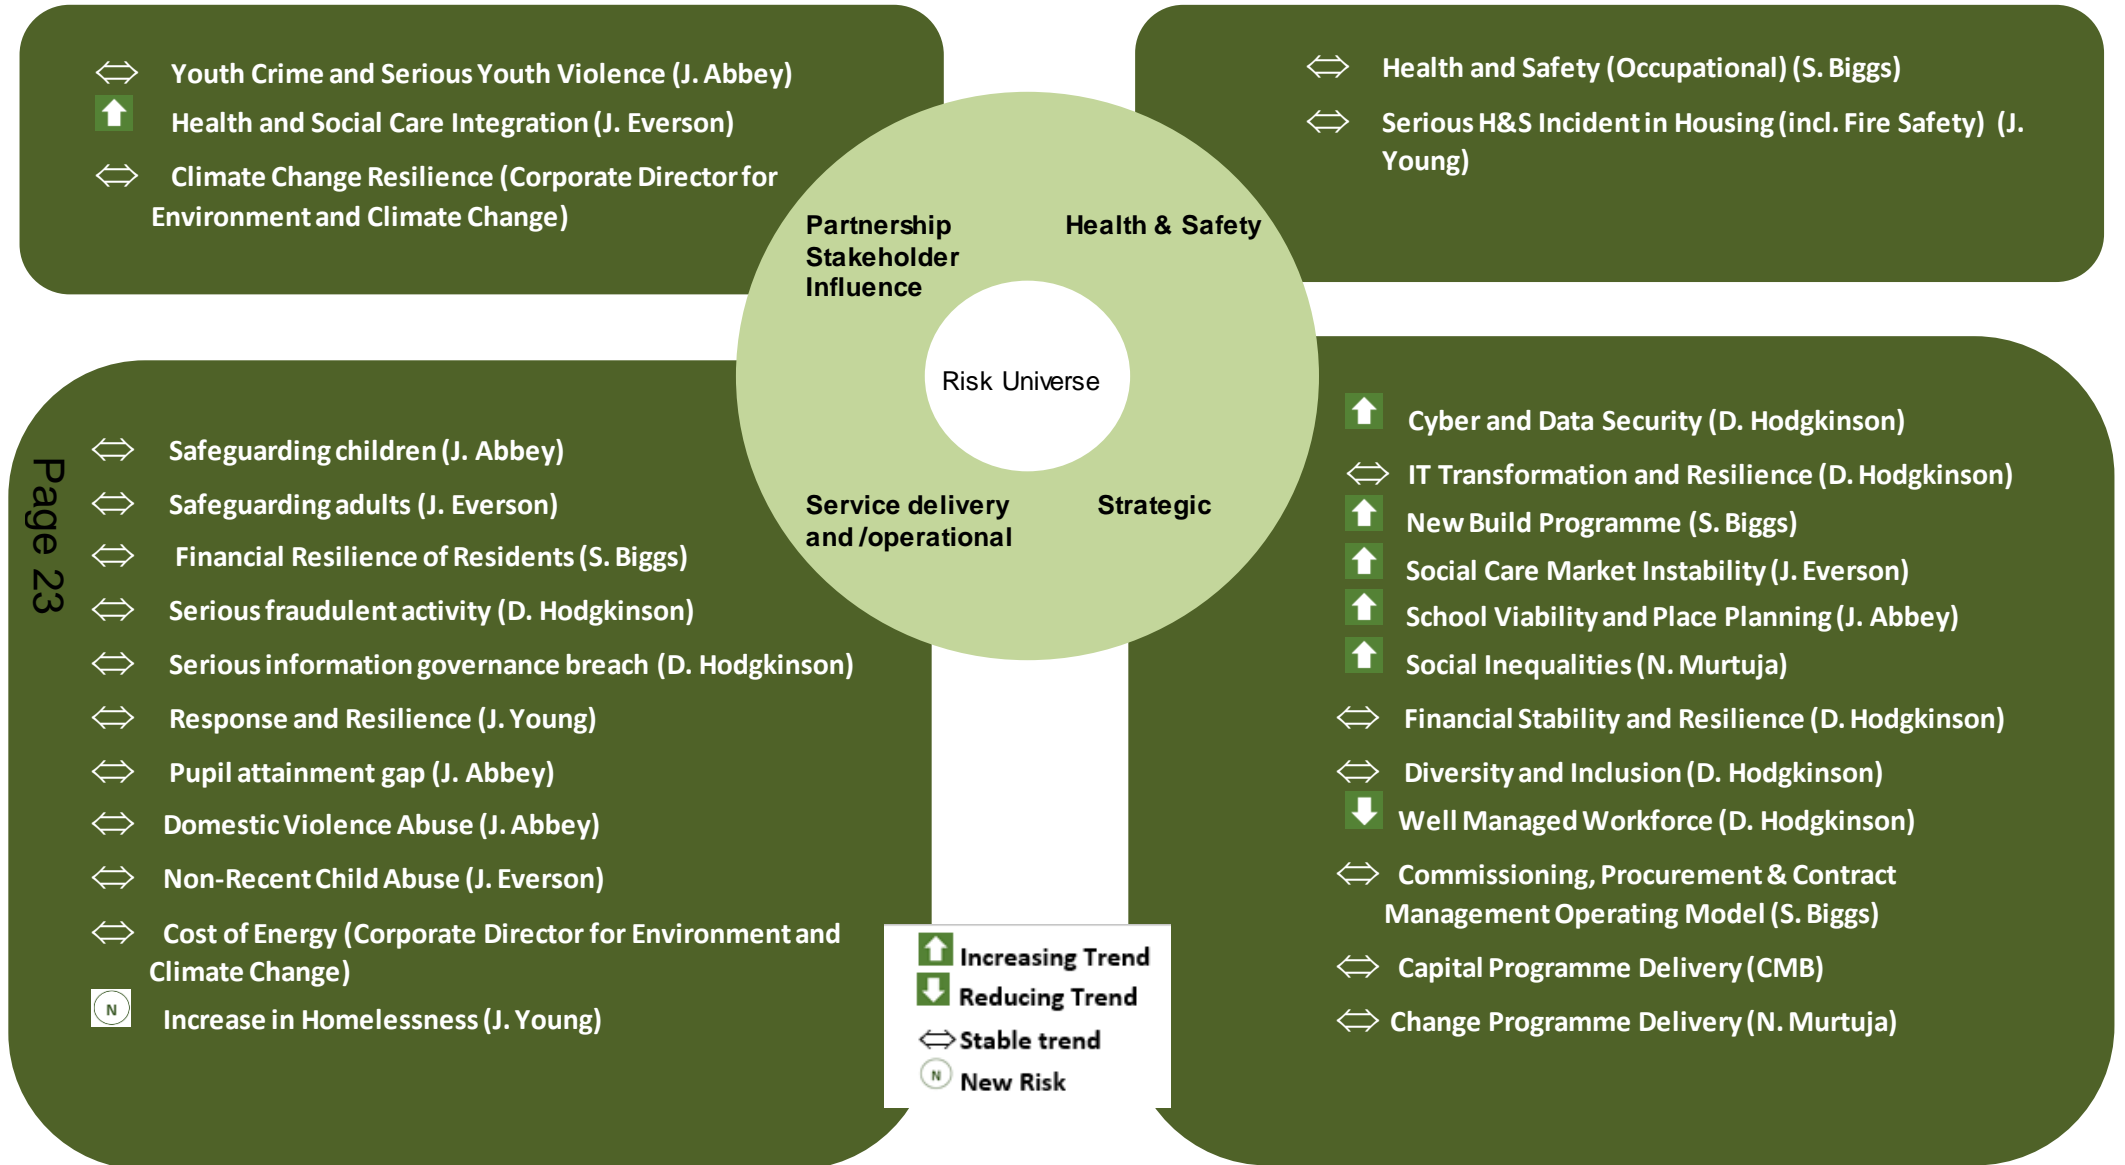 Youth Crime and Serious Youth Violence (J. Abbey)
Health and Social Care Integration (J. Everson)
Climate Change Resilience (Corporate Director for
Environment and Climate Change)
Health and Safety (Occupational) (S. Biggs)
Serious H&S Incident in Housing (incl. Fire Safety) (J.
Young)
Partnership
Stakeholder
Influence
Health & Safety
Risk Universe
Service delivery
and /operational
Strategic
Page 23
Safeguarding children (J. Abbey)
Safeguarding adults (J. Everson)
Financial Resilience of Residents (S. Biggs)
Serious fraudulent activity (D. Hodgkinson)
Serious information governance breach (D. Hodgkinson)
Response and Resilience (J. Young)
Pupil attainment gap (J. Abbey)
Domestic Violence Abuse (J. Abbey)
Non-Recent Child Abuse (J. Everson)
Cost of Energy (Corporate Director for Environment and
Climate Change)
N Increase in Homelessness (J. Young)
Cyber and Data Security (D. Hodgkinson)
IT Transformation and Resilience (D. Hodgkinson)
New Build Programme (S. Biggs)
Social Care Market Instability (J. Everson)
School Viability and Place Planning (J. Abbey)
Social Inequalities (N. Murtuja)
Financial Stability and Resilience (D. Hodgkinson)
Diversity and Inclusion (D. Hodgkinson)
Well Managed Workforce (D. Hodgkinson)
Commissioning, Procurement & Contract
Management Operating Model (S. Biggs)
Capital Programme Delivery (CMB)
Change Programme Delivery (N. Murtuja)
Increasing Trend
Reducing Trend
Stable trend
N New Risk